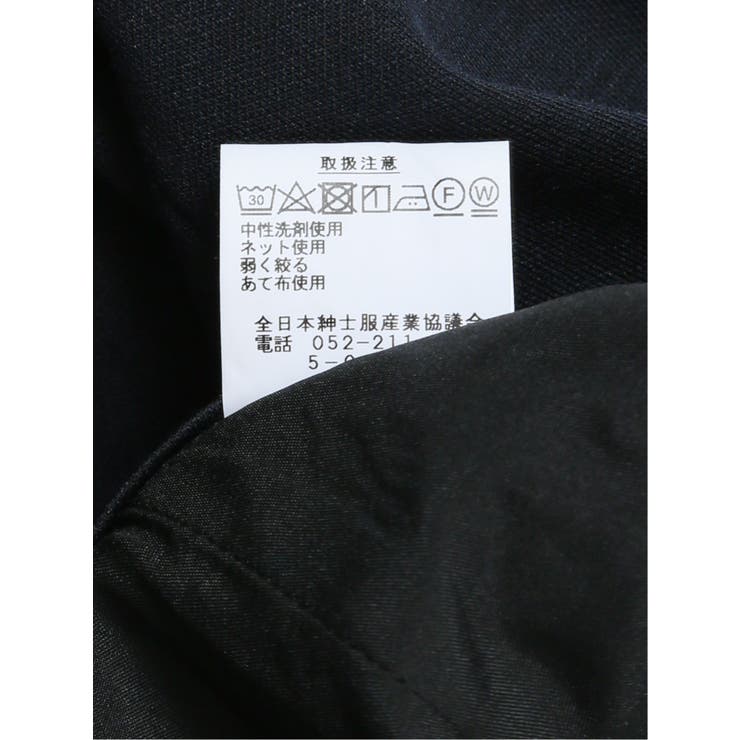 取扱注意
30 F W
中性洗剤使用
ネット使用
弱く絞る
あて布使用
全日本紳士服産業協議会
電話 052-211
5-0